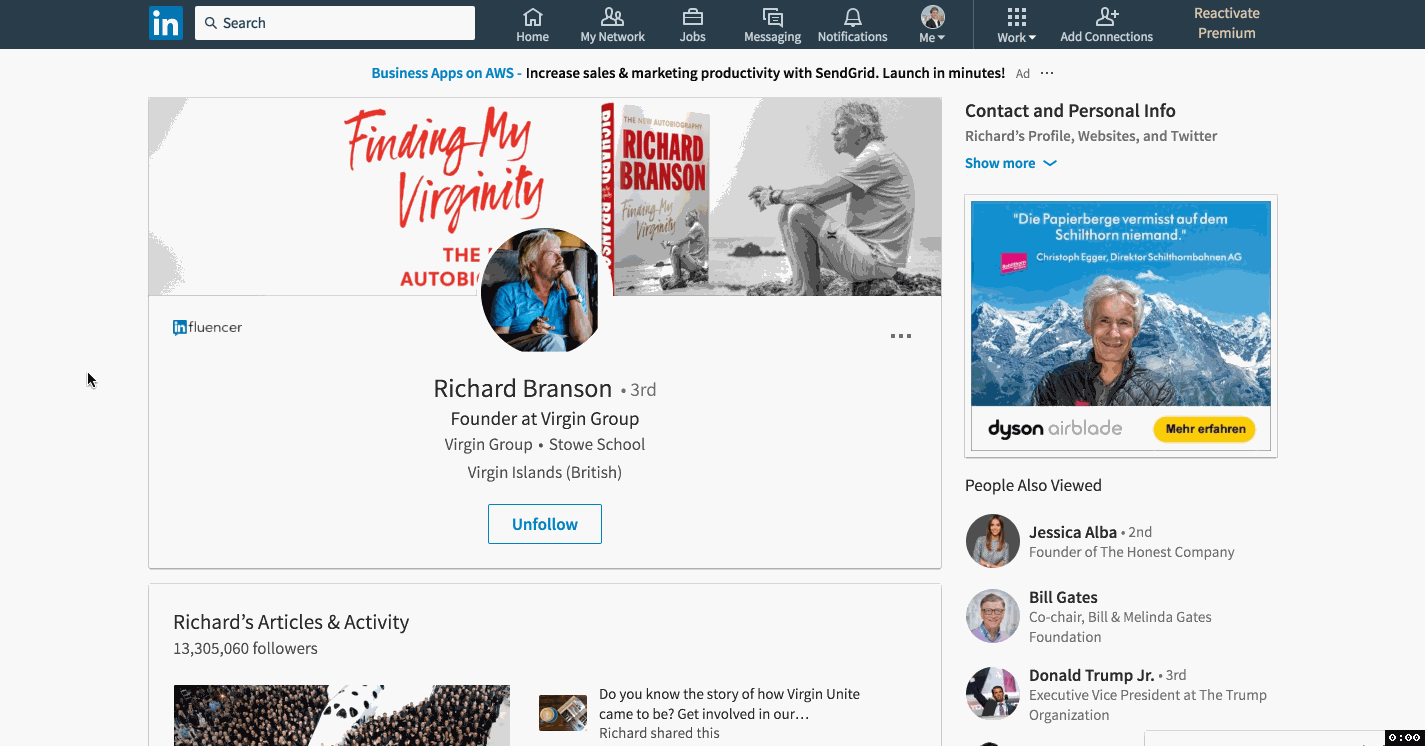 in
Search
Home
My Network
Jobs
Messaging
Notifications
Me
Work
Add Connections
Reactivate
Premium
Business Apps on AWS - Increase sales & marketing productivity with SendGrid. Launch in minutes! Ad ...
Finding My
Virginity
THE
AUTOBI
RICHARD BRANS
THE NEW AUTOBIOGRAPHY
RICHARD
BRANSON
Finding My
Virginity
influencer
Richard Branson • 3rd
Founder at Virgin Group
Virgin Group • Stowe School
Virgin Islands (British)
Unfollow
Richard’s Articles & Activity
13,305,060 followers
Do you know the story of how Virgin Unite
came to be? Get involved in our…
Richard shared this
Contact and Personal Info
Richard’s Profile, Websites, and Twitter
Show more
"Die Papierberge vermisst auf dem
Schilthorn niemand."
Christoph Egger, Direktor Schilthornbahnen AG
dyson airblade
Mehr erfahren
People Also Viewed
Jessica Alba • 2nd
Founder of The Honest Company
Bill Gates
Co-chair, Bill & Melinda Gates
Foundation
Donald Trump Jr. • 3rd
Executive Vice President at The Trump
Organization
0:00